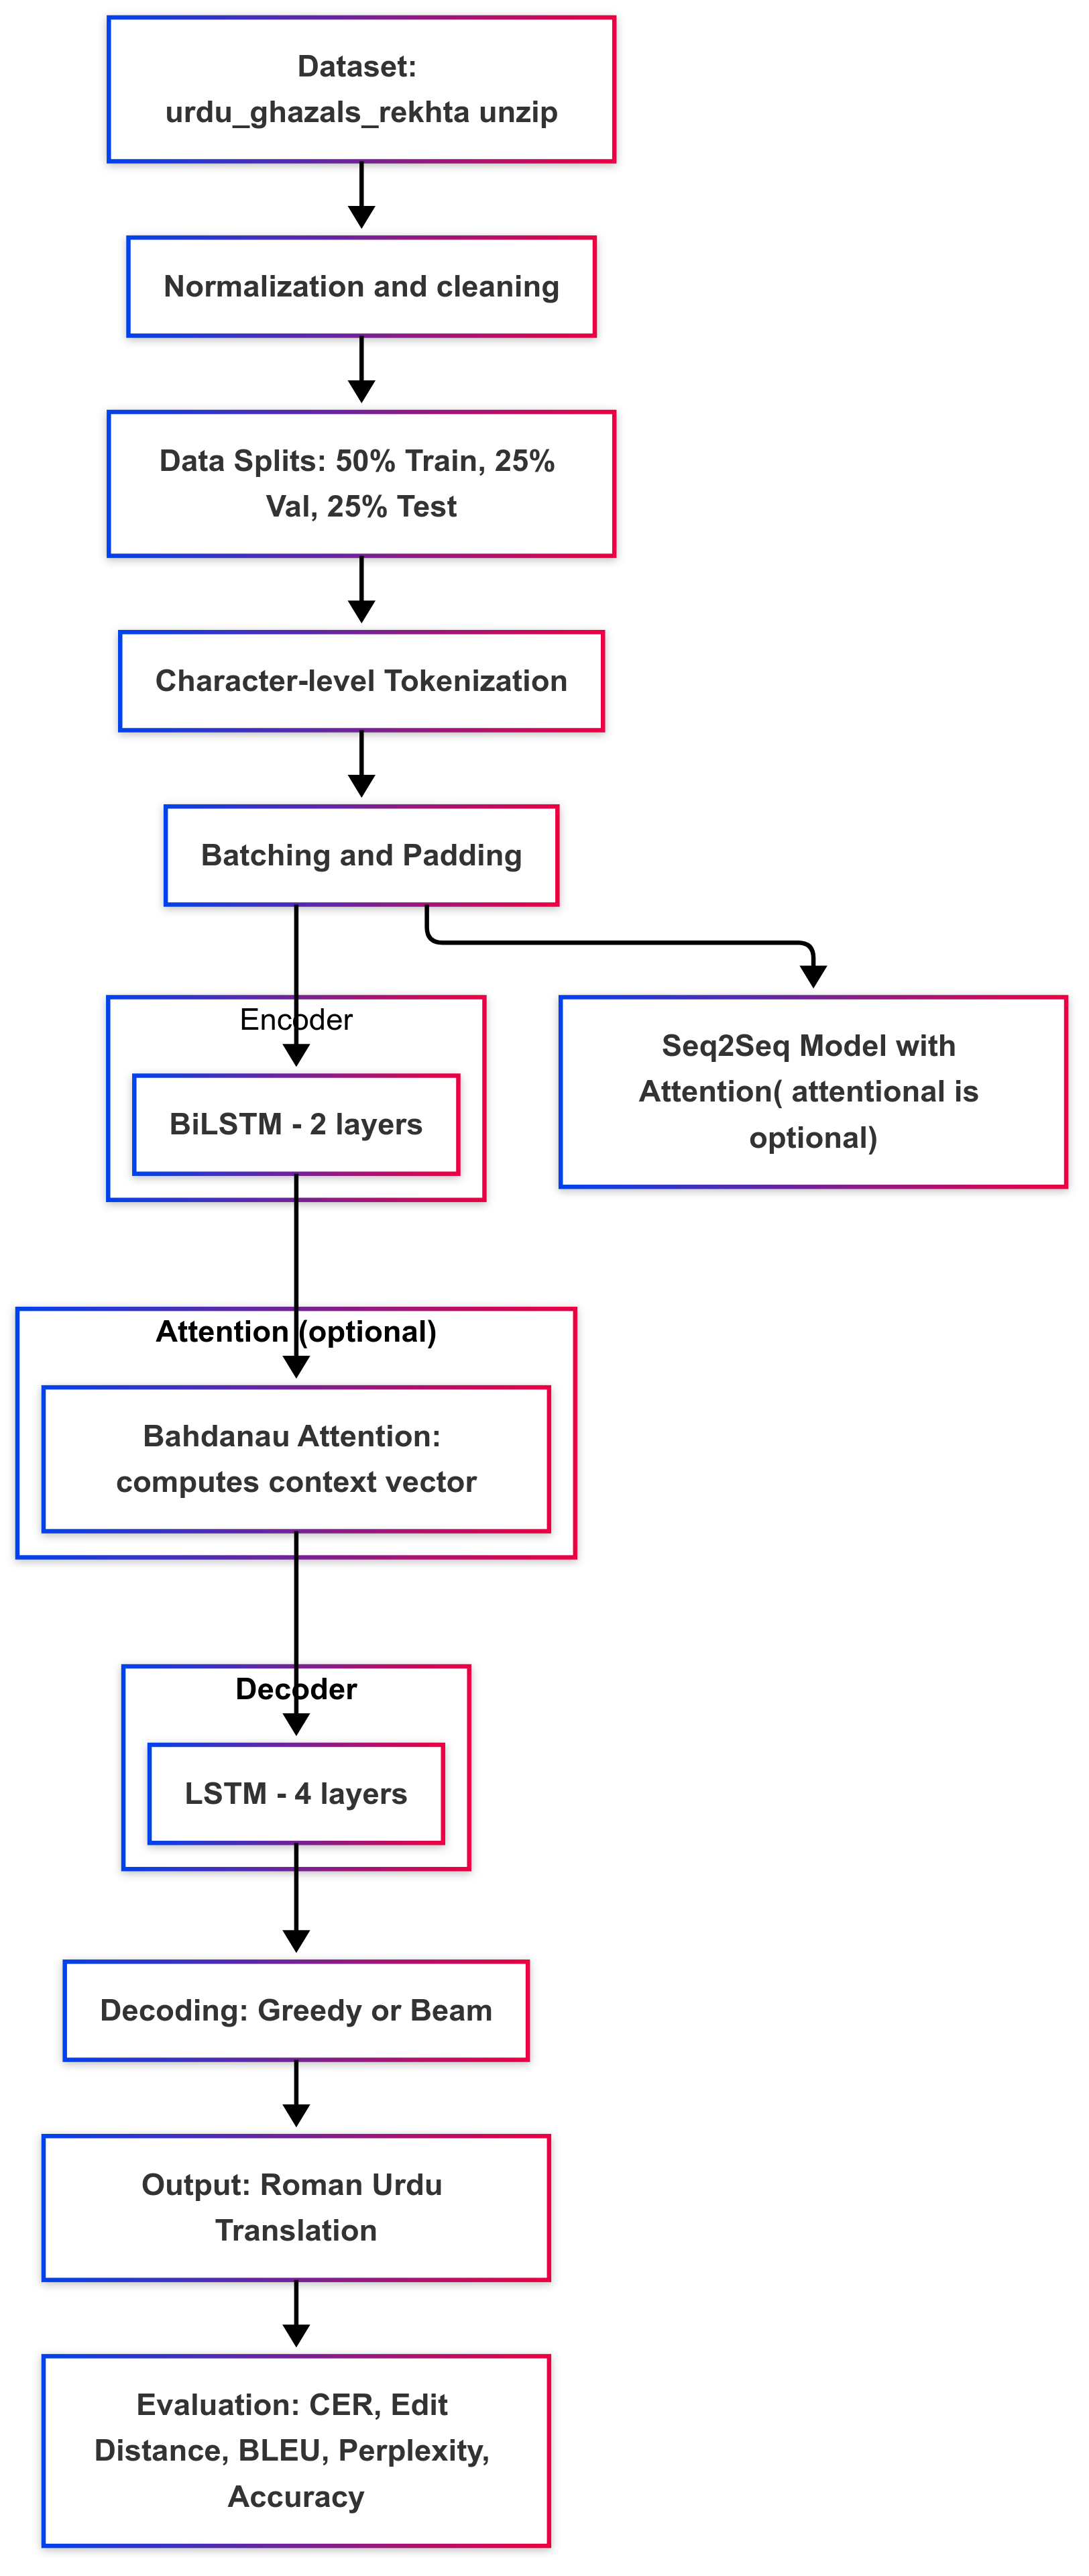 Dataset:
urdu_ghazals_rekhta unzip
Normalization and cleaning
Data Splits: 50% Train, 25%
Val, 25% Test
Character-level Tokenization
Batching and Padding
Encoder
BiLSTM - 2 layers
Seq2Seq Model with
Attention( attentional is
optional)
Attention (optional)
Bahdanau Attention:
computes context vector
Decoder
LSTM - 4 layers
Decoding: Greedy or Beam
Output: Roman Urdu
Translation
Evaluation: CER, Edit
Distance, BLEU, Perplexity,
Accuracy